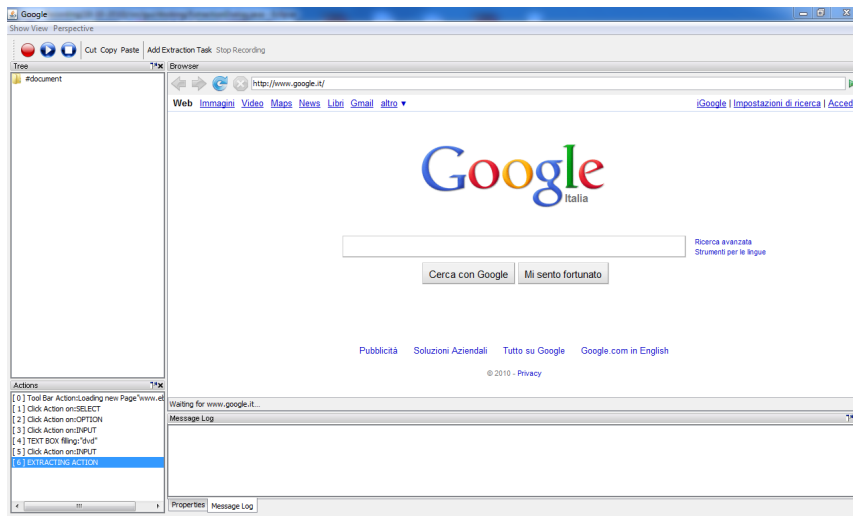 Google
Show View Perspective
Cut Copy Paste Add Extraction Task Stop Recording
Tree
Browser
#document
http://www.google.it/
Web Immagini Video Maps News Libri Gmail altro ▼
iGoogle | Impostazioni di ricerca | Acced
Google
Italia
Ricerca avanzata
Strumenti per le lingue
Cerca con Google
Mi sento fortunato
Pubblicità Soluzioni Aziendali Tutto su Google Google.com in English
© 2010 - Privacy
Actions
[ 0 ] Tool Bar Action:Loading new Page"www.eb
[ 1 ] Click Action on:SELECT
[ 2 ] Click Action on:OPTION
[ 3 ] Click Action on:INPUT
[ 4 ] TEXT BOX filling:"dvd"
[ 5 ] Click Action on:INPUT
[ 6 ] EXTRACTING ACTION
Waiting for www.google.it...
Message Log
Properties Message Log